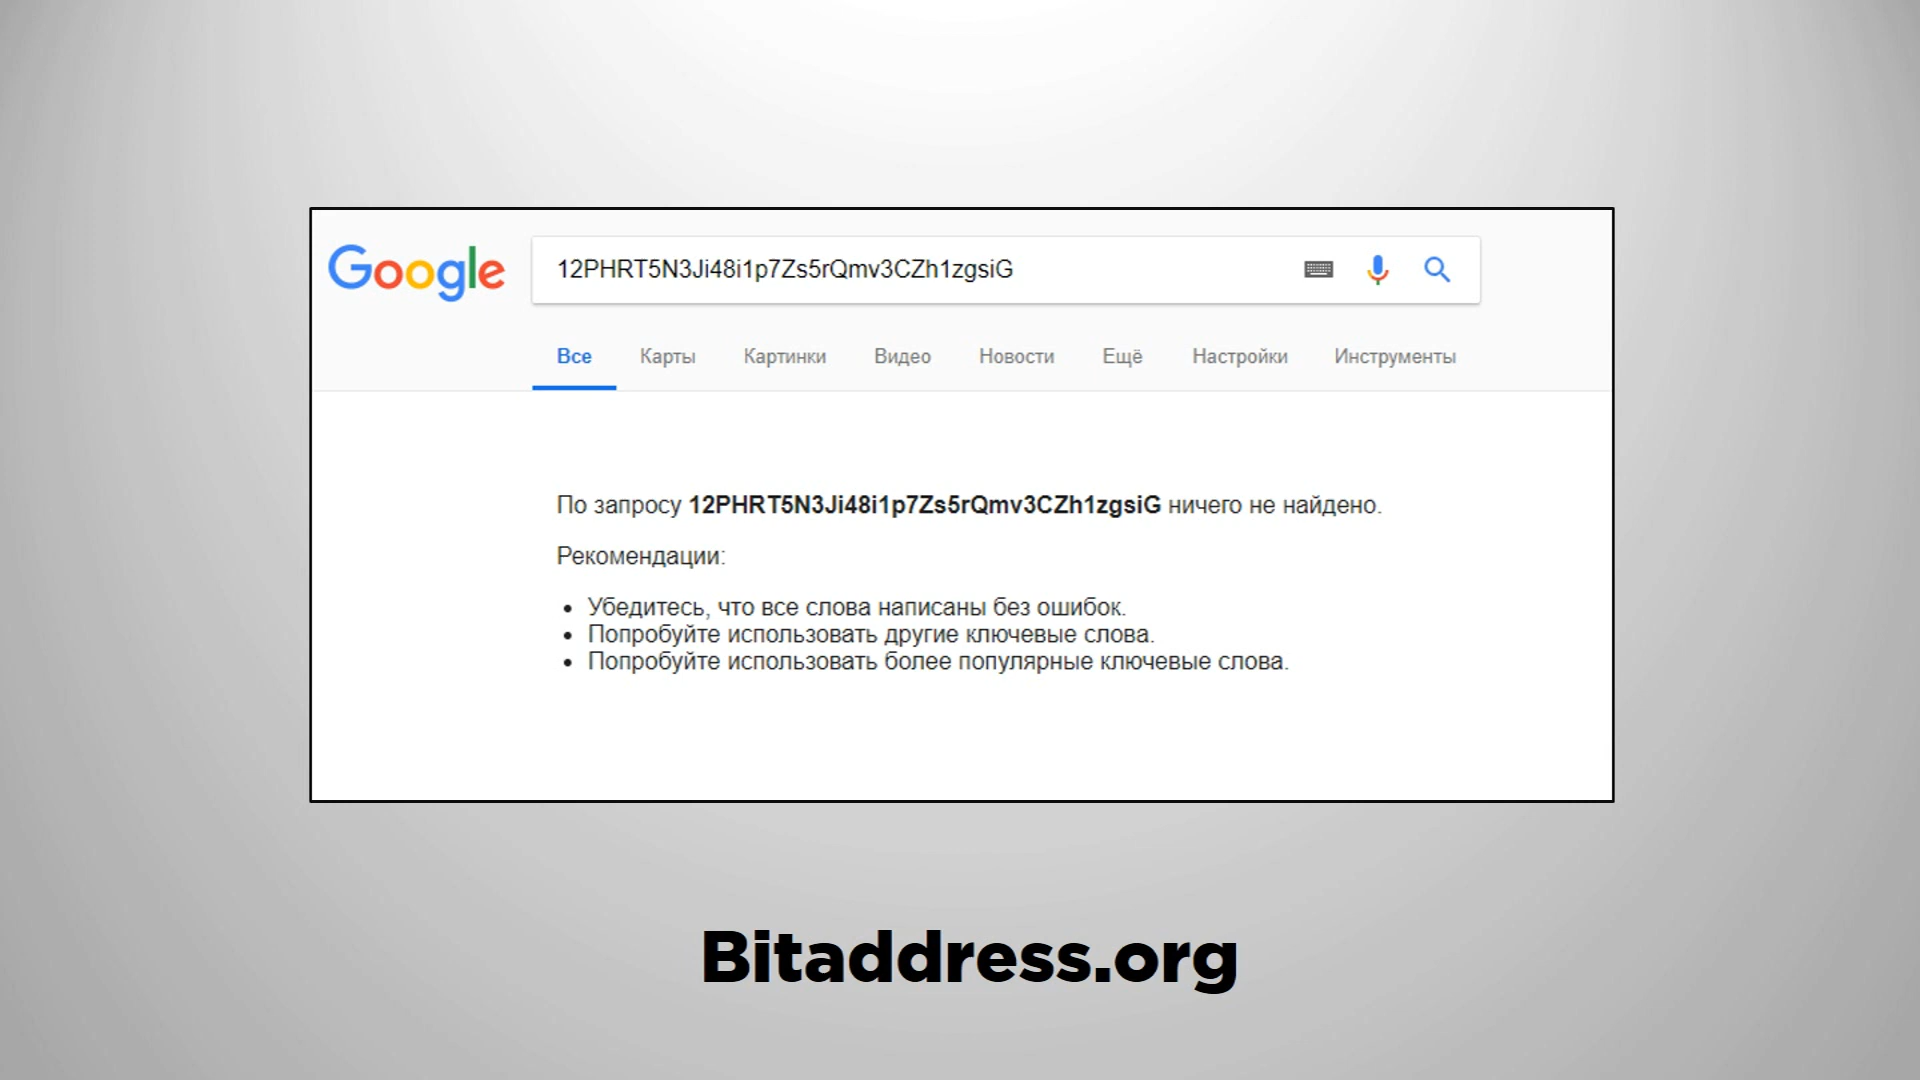 Google
12PHRT5N3Ji48i1p7Zs5rQmv3CZh1zgsiG
Все Карты Картинки Видео Новости Ещё Настройки Инструменты
По запросу 12PHRT5N3Ji48i1p7Zs5rQmv3CZh1zgsiG ничего не найдено.
Рекомендации:
• Убедитесь, что все слова написаны без ошибок.
• Попробуйте использовать другие ключевые слова.
• Попробуйте использовать более популярные ключевые слова.
Bitaddress.org